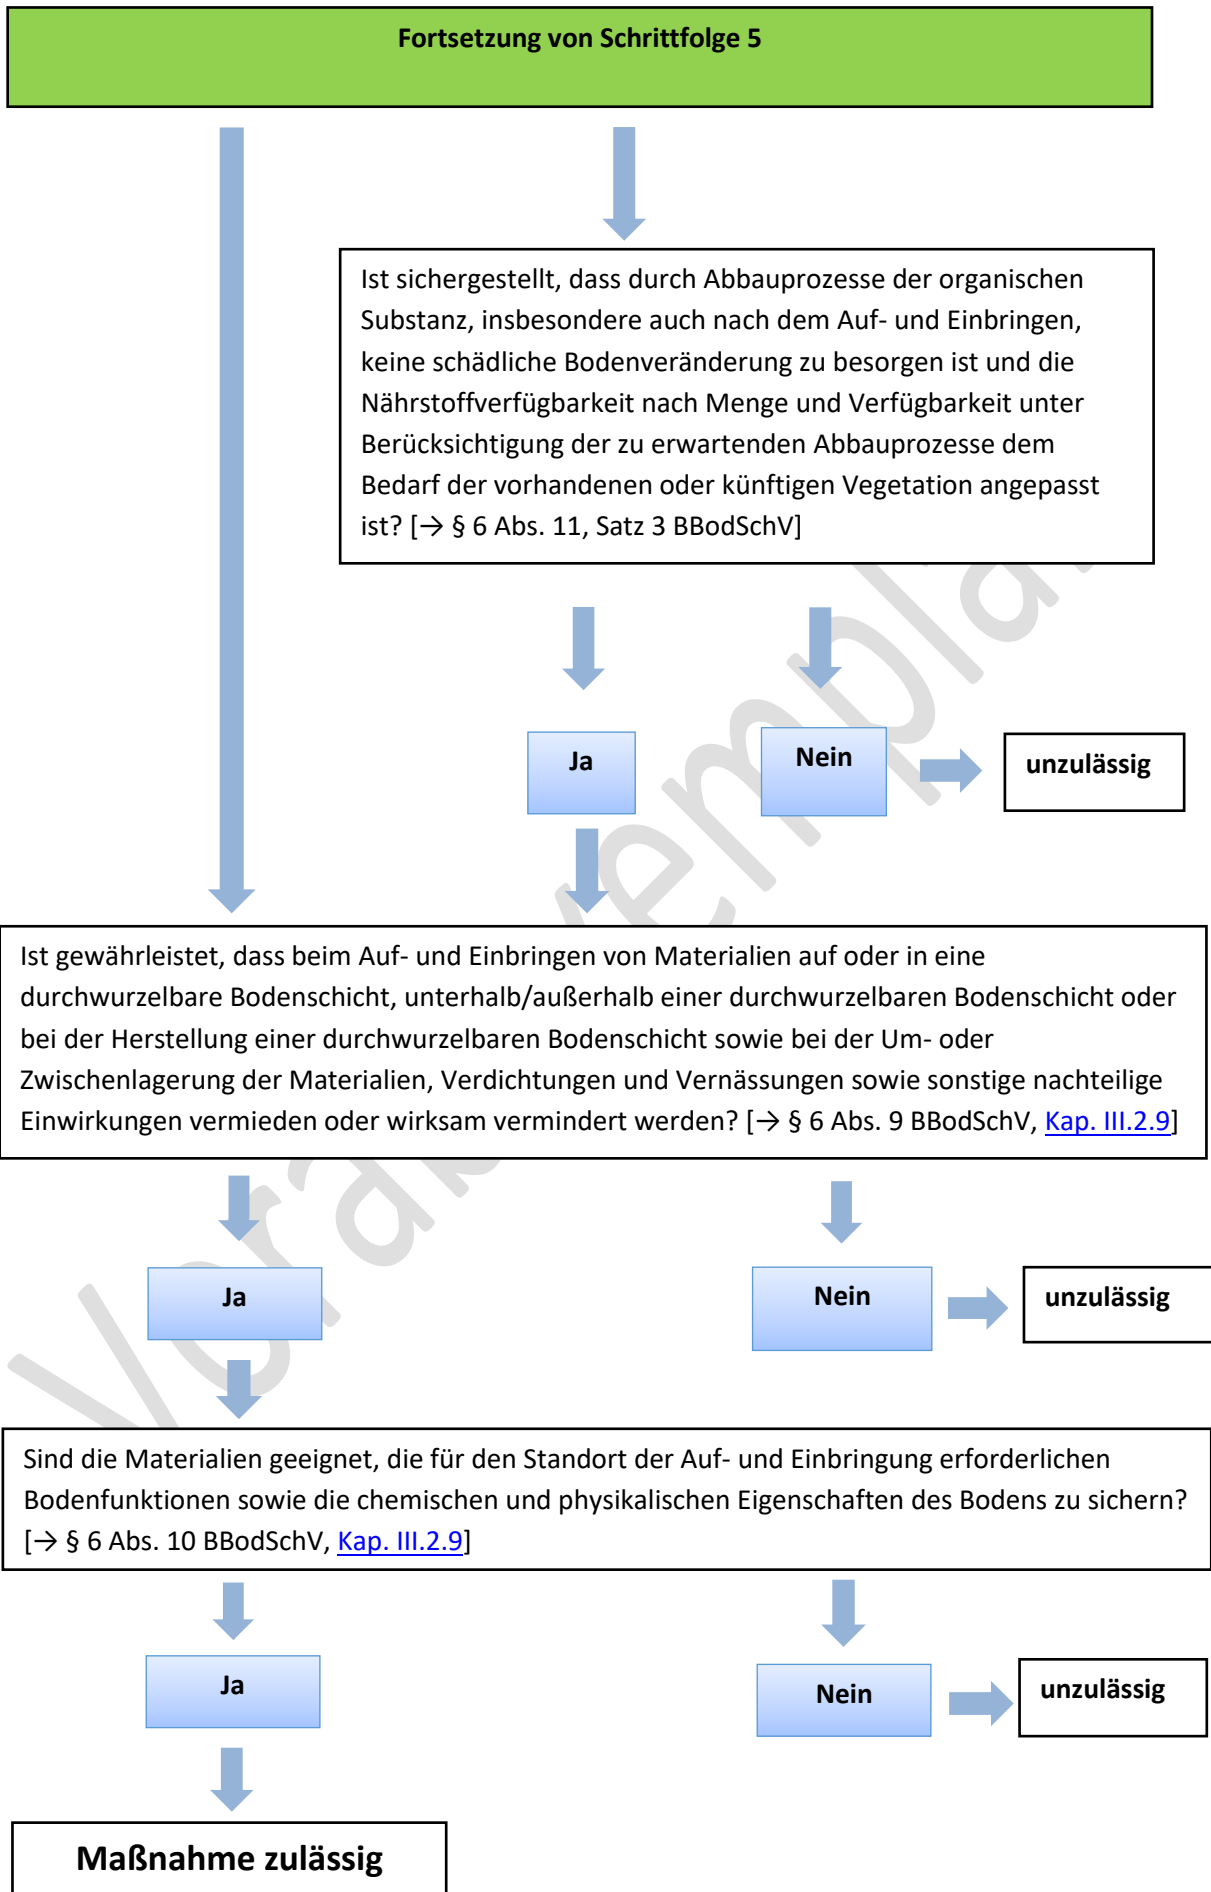 Fortsetzung von Schrittfolge 5
Ist sichergestellt, dass durch Abbauprozesse der organischen
Substanz, insbesondere auch nach dem Auf- und Einbringen,
keine schädliche Bodenveränderung zu besorgen ist und die
Nährstoffverfügbarkeit nach Menge und Verfügbarkeit unter
Berücksichtigung der zu erwartenden Abbauprozesse dem
Bedarf der vorhandenen oder künftigen Vegetation angepasst
ist? [→ § 6 Abs. 11, Satz 3 BBodSchV]
Ja
Nein
unzulässig
Ist gewährleistet, dass beim Auf- und Einbringen von Materialien auf oder in eine
durchwurzelbare Bodenschicht, unterhalb/außerhalb einer durchwurzelbaren Bodenschicht oder
bei der Herstellung einer durchwurzelbaren Bodenschicht sowie bei der Um- oder
Zwischenlagerung der Materialien, Verdichtungen und Vernässungen sowie sonstige nachteilige
Einwirkungen vermieden oder wirksam vermindert werden? [→ § 6 Abs. 9 BBodSchV, Kap. III.2.9]
Ja
Nein
unzulässig
Sind die Materialien geeignet, die für den Standort der Auf- und Einbringung erforderlichen
Bodenfunktionen sowie die chemischen und physikalischen Eigenschaften des Bodens zu sichern?
[→ § 6 Abs. 10 BBodSchV, Kap. III.2.9]
Ja
Nein
unzulässig
Maßnahme zulässig